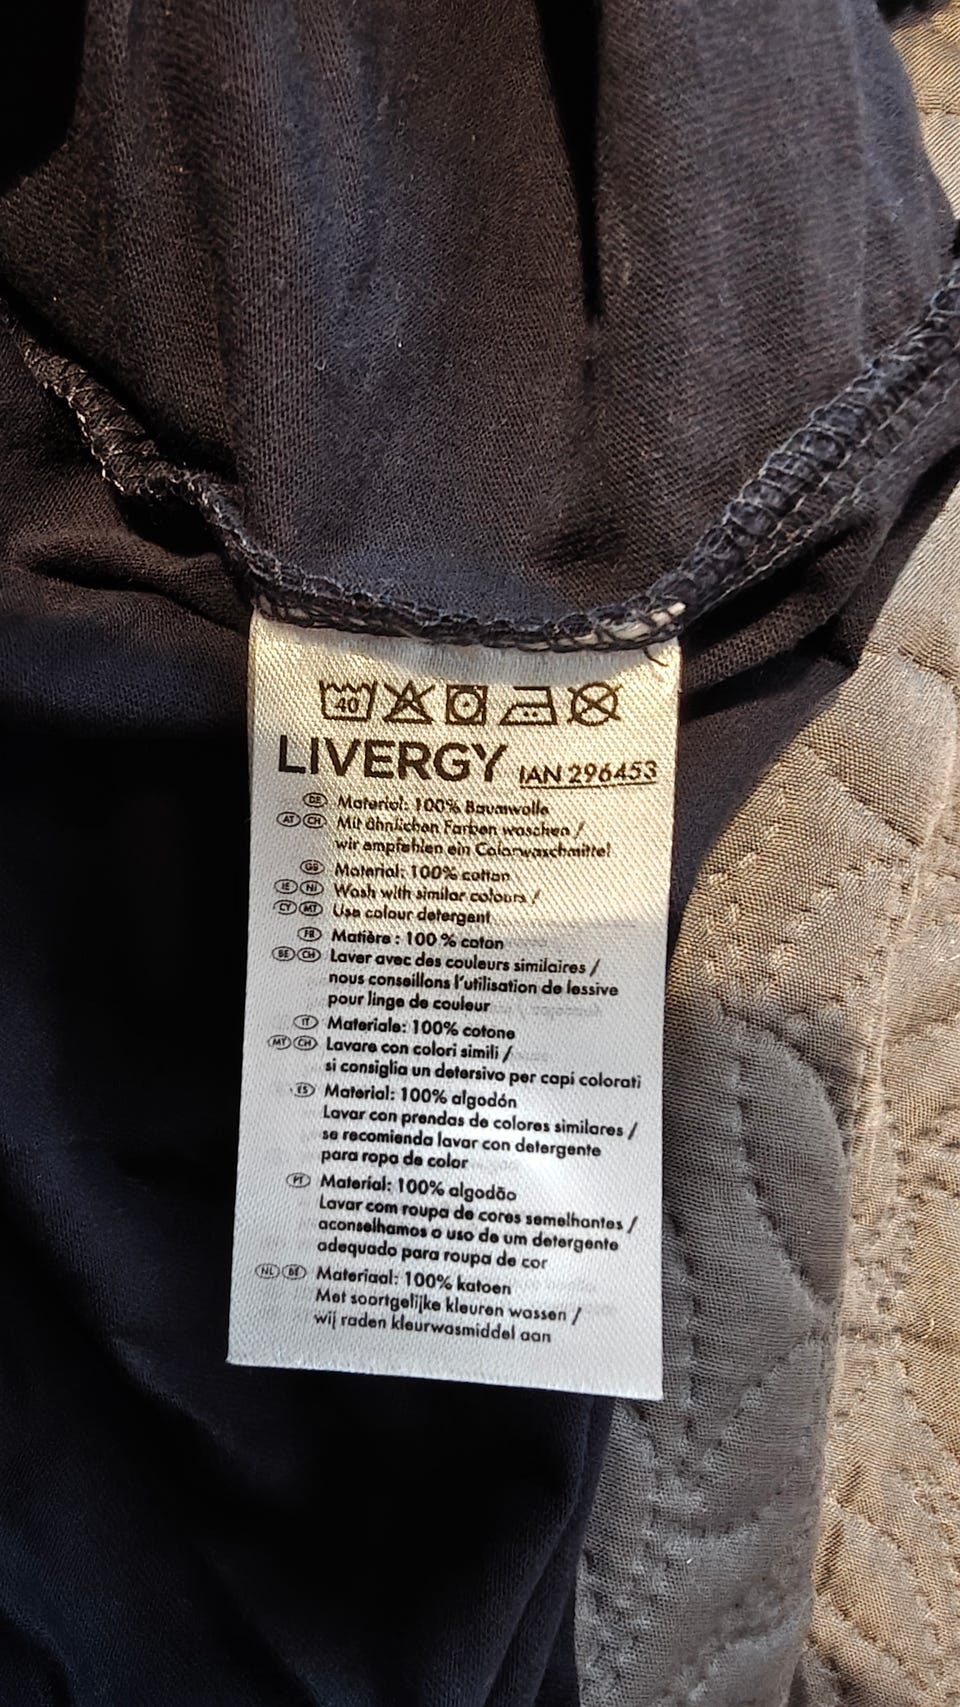 40
LIVERGY IAN 296453
DE Material: 100% Baumwolle
AT CH Mit ähnlichen Farben waschen /
wir empfehlen ein Colorwaschmittel
GB Material: 100% cotton
IE NI Wash with similar colours /
CY MT Use colour detergent
FR Matière : 100 % coton
BE CH Laver avec des couleurs similaires /
nous conseillons l'utilisation de lessive
pour linge de couleur
IT Materiale: 100% cotone
MT CH Lavare con colori simili /
si consiglia un detersivo per capi colorati
ES Material: 100% algodón
Lavar con prendas de colores similares /
se recomienda lavar con detergente
para ropa de color
PT Material: 100% algodão
Lavar com roupa de cores semelhantes /
aconselhamos o uso de um detergente
adequado para roupa de cor
NL BE Materiaal: 100% katoen
Met soortgelijke kleuren wassen /
wij raden kleurwasmiddel aan